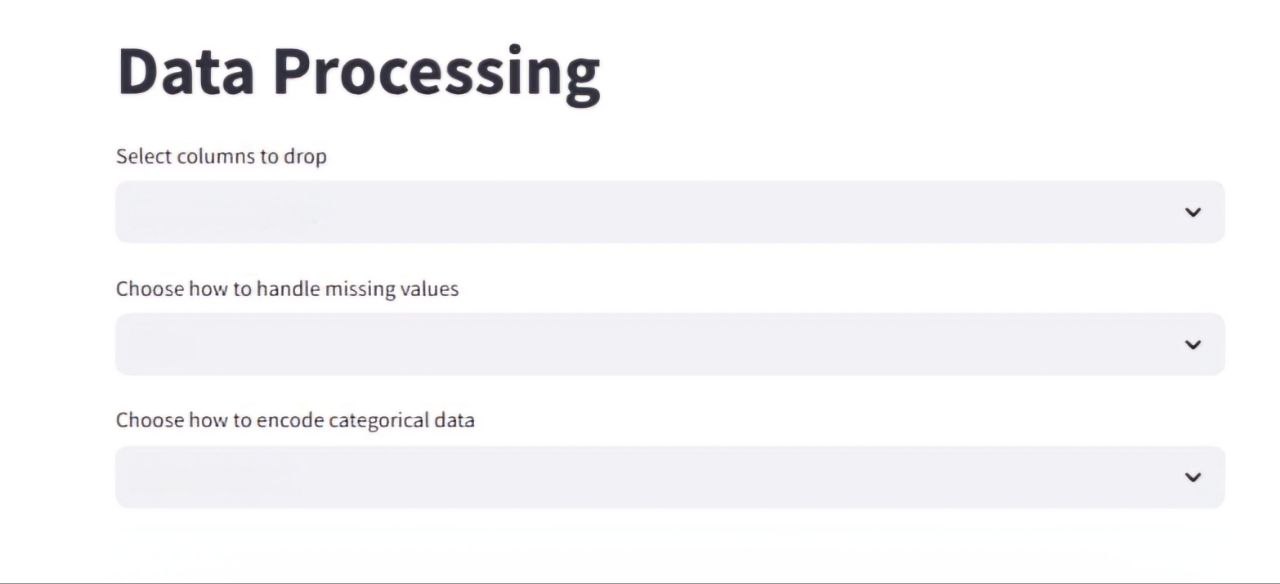 Data Processing
Select columns to drop
Choose how to handle missing values
Choose how to encode categorical data